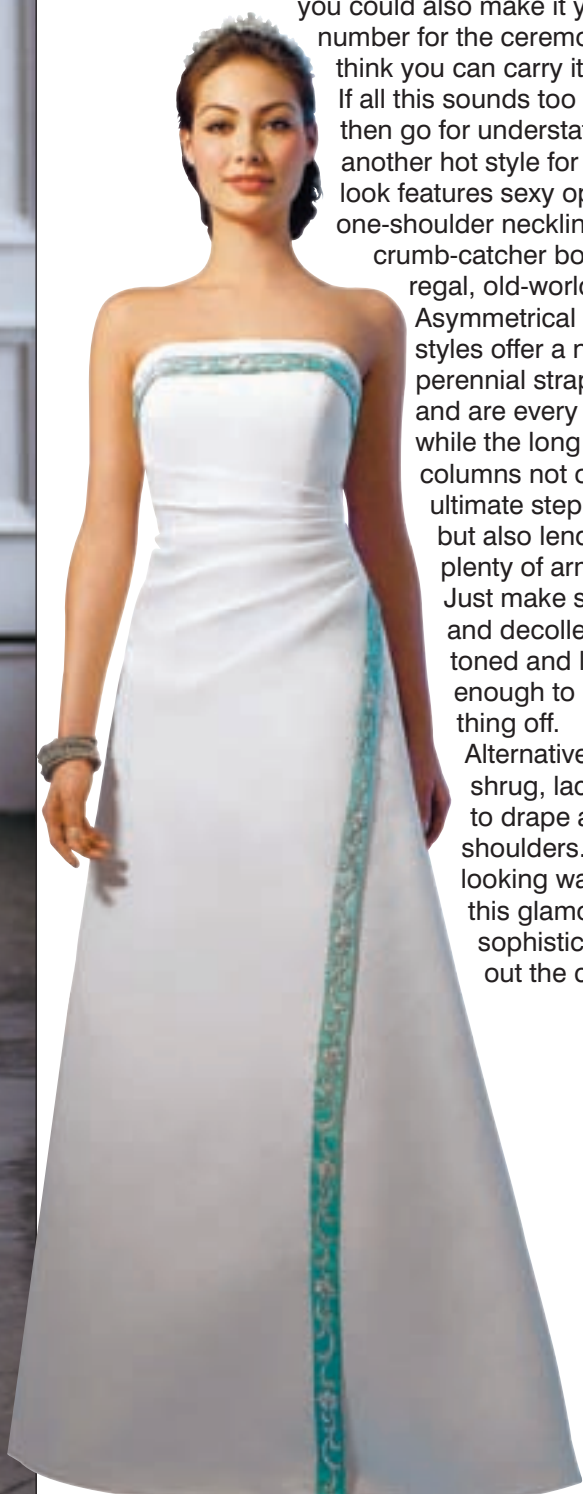 you could also make it y
number for the ceremo
think you can carry it
If all this sounds too
then go for understa
another hot style for
look features sexy op
one-shoulder necklin
crumb-catcher bo
regal, old-world
Asymmetrical
styles offer a n
perennial strap
and are every
while the long
columns not o
ultimate step
but also lend
plenty of arm
Just make s
and decolle
toned and l
enough to
thing off.
Alternative
shrug, lac
to drape a
shoulders.
looking wa
this glamo
sophistic
out the d